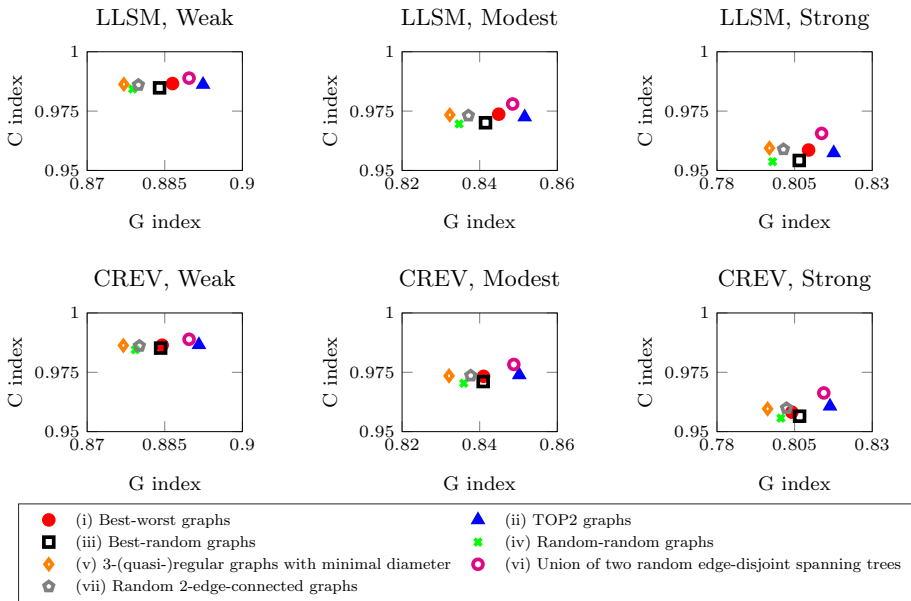 LLSM, Weak
LLSM, Modest
LLSM, Strong
1
0.975
0.95
0.87
0.885
0.9
C index
G index
1
0.975
0.95
0.82
0.84
0.86
C index
G index
1
0.975
0.95
0.78
0.805
0.83
C index
G index
CREV, Weak
CREV, Modest
CREV, Strong
1
0.975
0.95
0.87
0.885
0.9
C index
G index
1
0.975
0.95
0.82
0.84
0.86
C index
G index
1
0.975
0.95
0.78
0.805
0.83
C index
G index
(i) Best-worst graphs
(ii) TOP2 graphs
(iii) Best-random graphs
(iv) Random-random graphs
(v) 3-(quasi-)regular graphs with minimal diameter
(vi) Union of two random edge-disjoint spanning trees
(vii) Random 2-edge-connected graphs